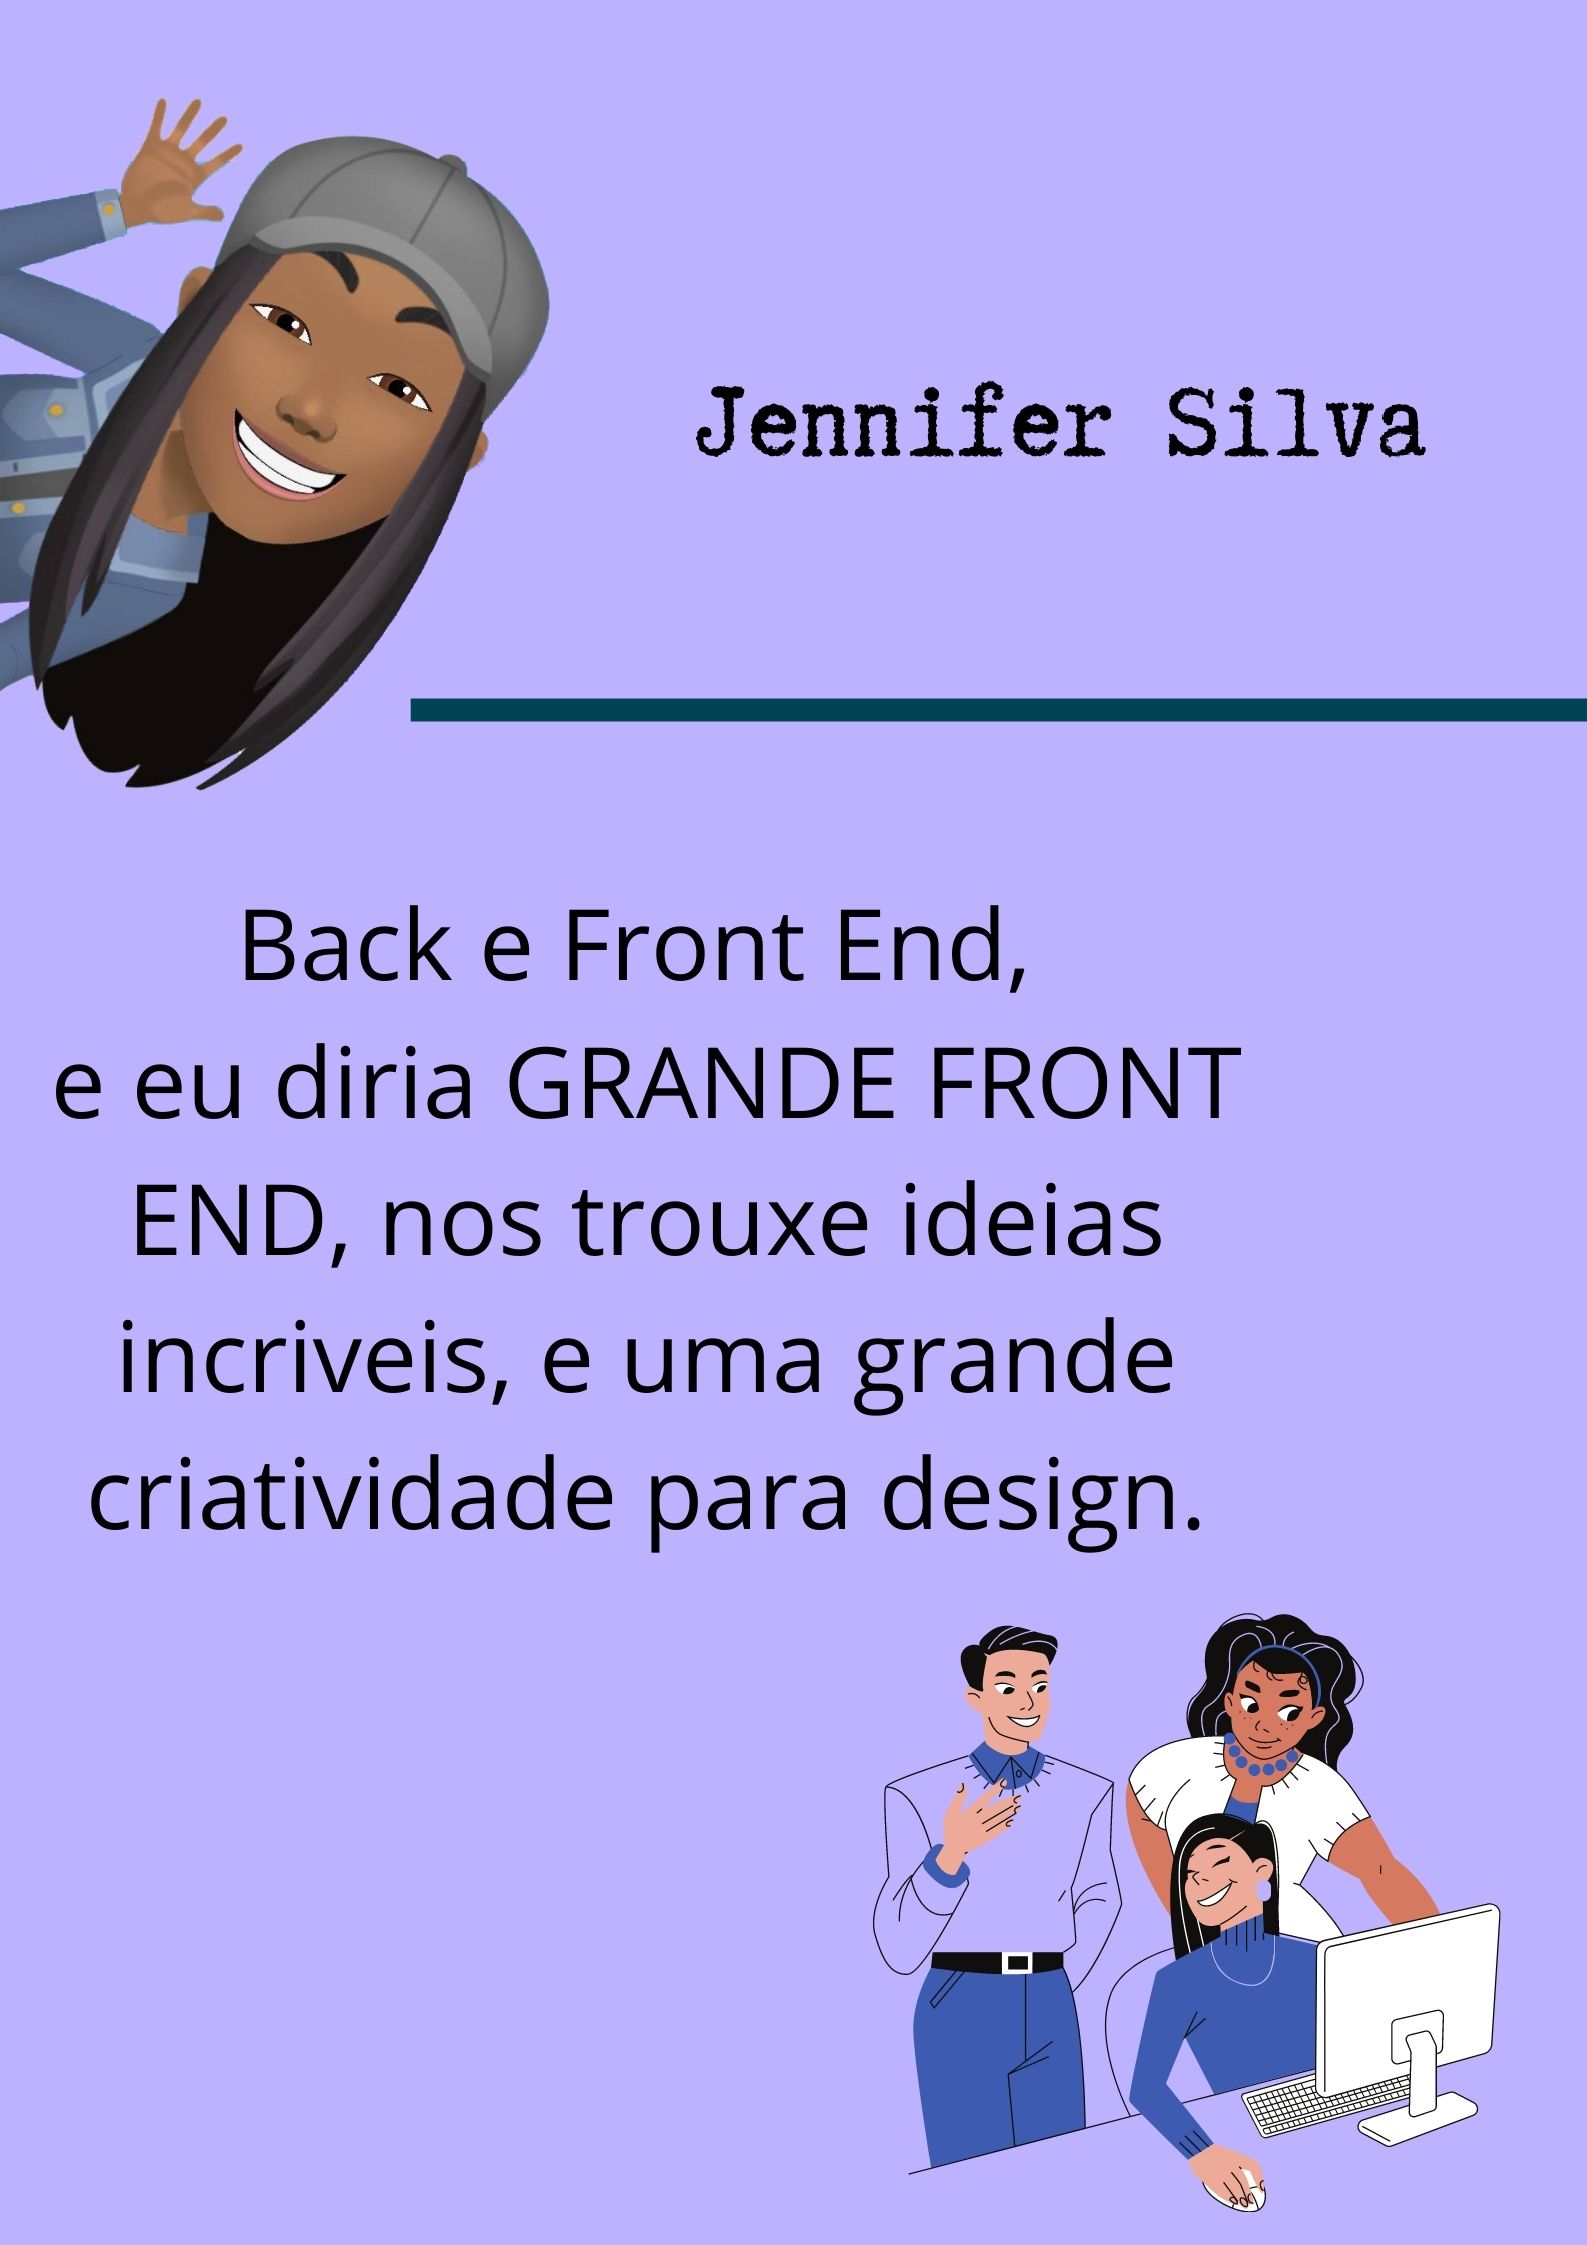 Jennifer Silva
Back e Front End,
e eu diria GRANDE FRONT
END, nos trouxe ideias
incriveis, e uma grande
criatividade para design.